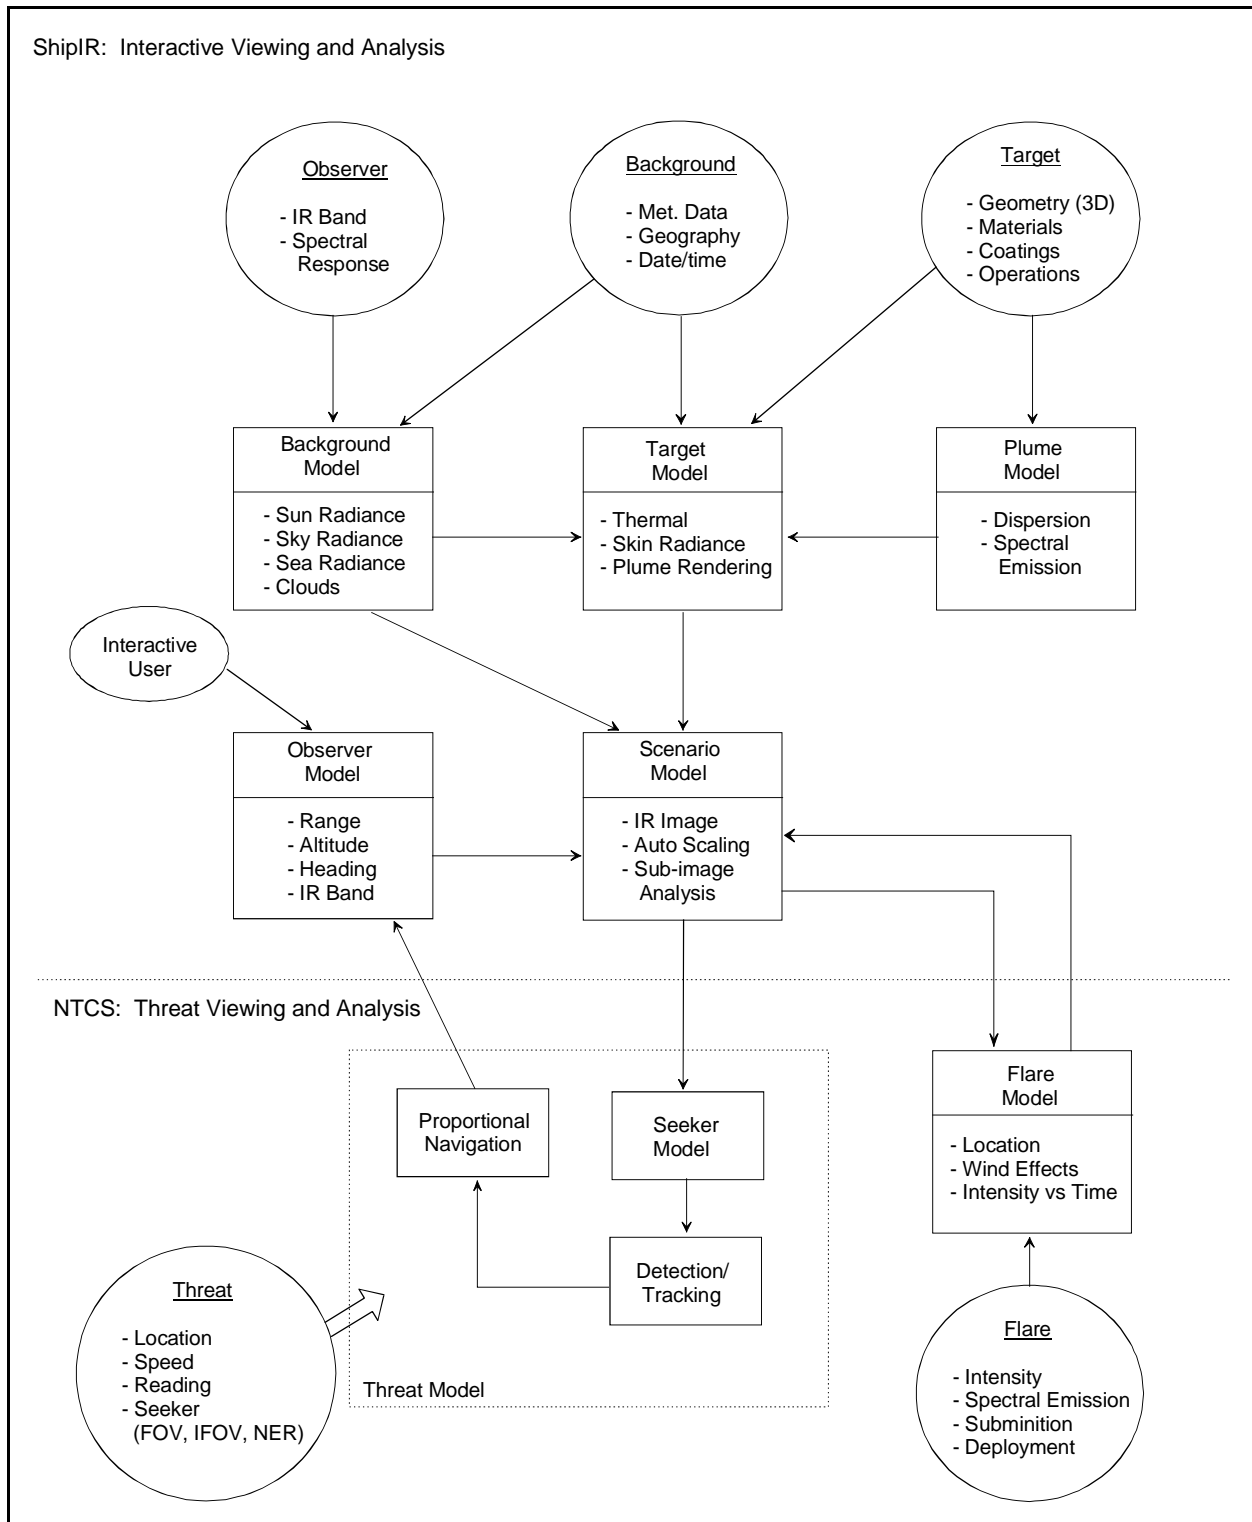 ShipIR: Interactive Viewing and Analysis
Observer
- IR Band
- Spectral
Response
Background
- Met. Data
- Geography
- Date/time
Target
- Geometry (3D)
- Materials
- Coatings
- Operations
Background
Model
- Sun Radiance
- Sky Radiance
- Sea Radiance
- Clouds
Target
Model
- Thermal
- Skin Radiance
- Plume Rendering
Plume
Model
- Dispersion
- Spectral
Emission
Interactive
User
Observer
Model
- Range
- Altitude
- Heading
- IR Band
Scenario
Model
- IR Image
- Auto Scaling
- Sub-image
Analysis
NTCS: Threat Viewing and Analysis
Proportional
Navigation
Seeker
Model
Detection/
Tracking
Threat Model
Flare
Model
- Location
- Wind Effects
- Intensity vs Time
Threat
- Location
- Speed
- Reading
- Seeker
(FOV, IFOV, NER)
Flare
- Intensity
- Spectral Emission
- Subminition
- Deployment